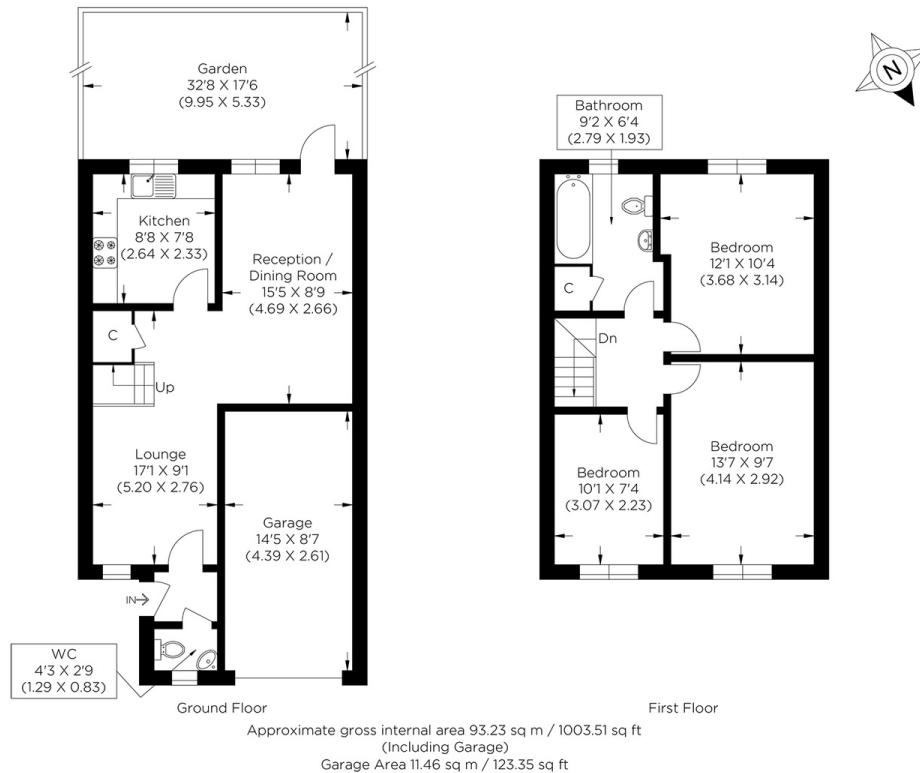 Garden
32'8 X 17'6
(9.95 X 5.33)
N
Bathroom
9'2 X 6'4
(2.79 X 1.93)
Kitchen
8'8 X 7'8
(2.64 X 2.33)
Reception /
Dining Room
15'5 X 8'9
(4.69 X 2.66)
Bedroom
12'1 X 10'4
(3.68 X 3.14)
C
C
Dn
Up
Lounge
17'1 X 9'1
(5.20 X 2.76)
Bedroom
13'7 X 9'7
(4.14 X 2.92)
Bedroom
10'1 X 7'4
(3.07 X 2.23)
Garage
14'5 X 8'7
(4.39 X 2.61)
IN
WC
4'3 X 2'9
(1.29 X 0.83)
Ground Floor
First Floor
Approximate gross internal area 93.23 sq m / 1003.51 sq ft
(Including Garage)
Garage Area 11.46 sq m / 123.35 sq ft